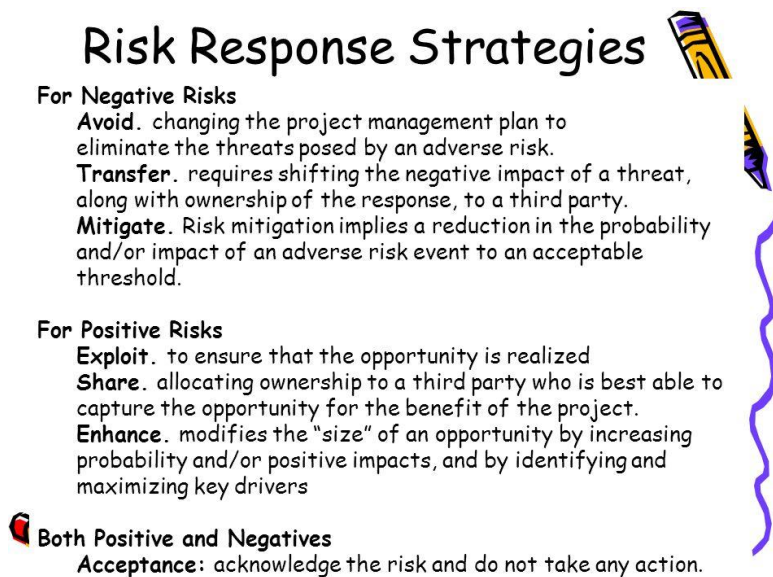 Risk Response Strategies
For Negative Risks
Avoid. changing the project management plan to
eliminate the threats posed by an adverse risk.
Transfer. requires shifting the negative impact of a threat,
along with ownership of the response, to a third party.
Mitigate. Risk mitigation implies a reduction in the probability
and/or impact of an adverse risk event to an acceptable
threshold.
For Positive Risks
Exploit. to ensure that the opportunity is realized
Share. allocating ownership to a third party who is best able to
capture the opportunity for the benefit of the project.
Enhance. modifies the “size” of an opportunity by increasing
probability and/or positive impacts, and by identifying and
maximizing key drivers
Both Positive and Negatives
Acceptance: acknowledge the risk and do not take any action.